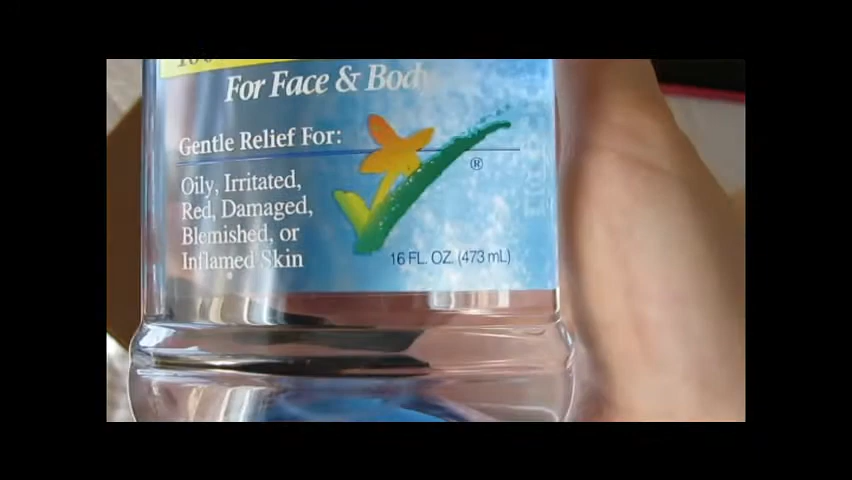 For Face & Body
Gentle Relief For:
Oily, Irritated,
Red, Damaged,
Blemished, or
Inflamed Skin
®
16 FL. OZ. (473 mL)